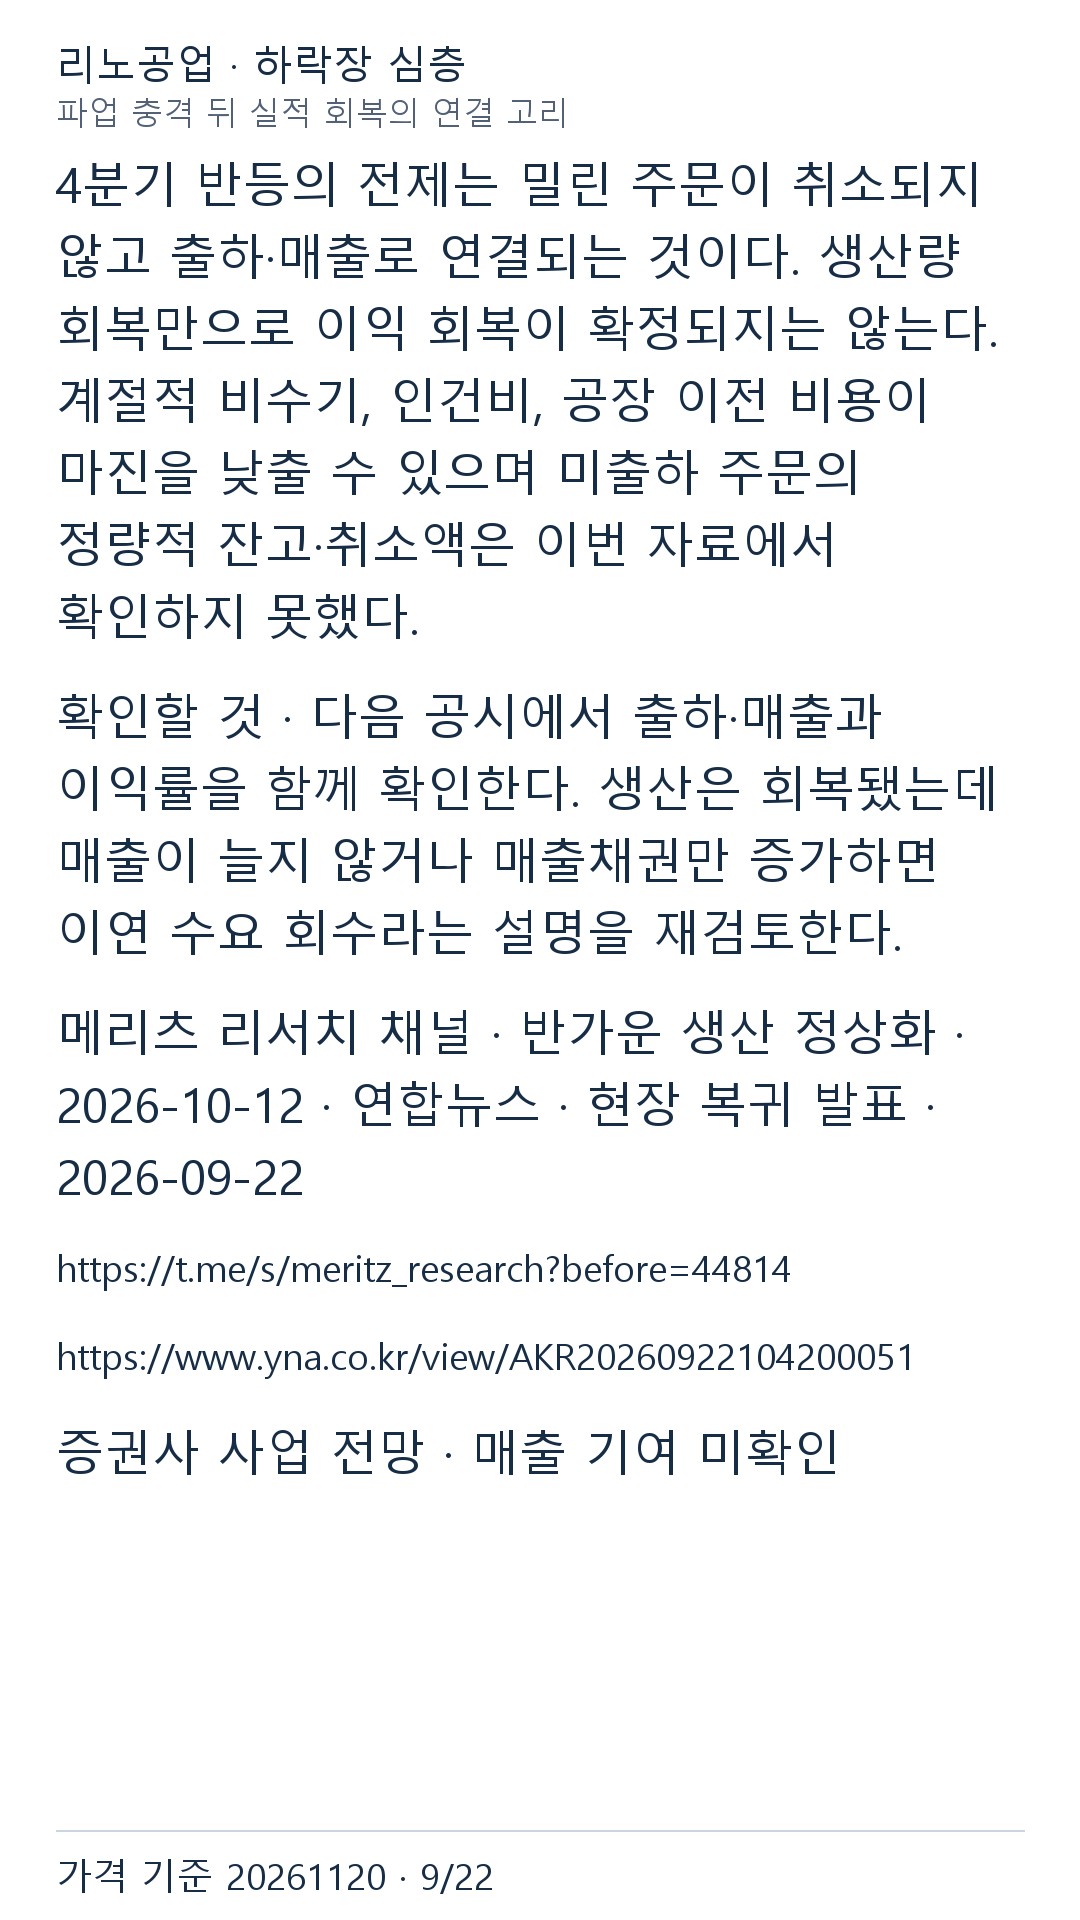 리노공업 · 하락장 심층
파업 충격 뒤 실적 회복의 연결 고리
4분기 반등의 전제는 밀린 주문이 취소되지
않고 출하·매출로 연결되는 것이다. 생산량
회복만으로 이익 회복이 확정되지는 않는다.
계절적 비수기, 인건비, 공장 이전 비용이
마진을 낮출 수 있으며 미출하 주문의
정량적 잔고·취소액은 이번 자료에서
확인하지 못했다.
확인할 것 · 다음 공시에서 출하·매출과
이익률을 함께 확인한다. 생산은 회복됐는데
매출이 늘지 않거나 매출채권만 증가하면
이연 수요 회수라는 설명을 재검토한다.
메리츠 리서치 채널 · 반가운 생산 정상화 ·
2026-10-12 · 연합뉴스 · 현장 복귀 발표 ·
2026-09-22
https://t.me/s/meritz_research?before=44814
https://www.yna.co.kr/view/AKR20260922104200051
증권사 사업 전망 · 매출 기여 미확인
가격 기준 20261120 · 9/22